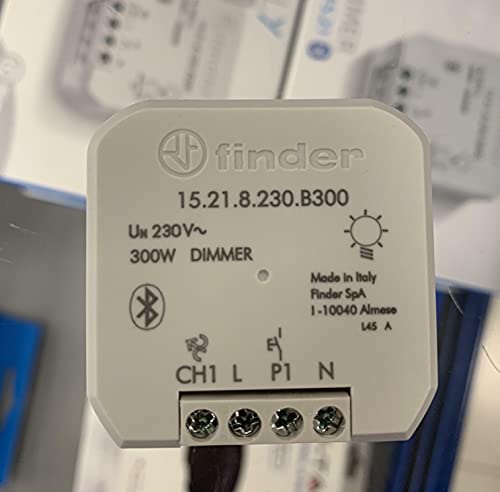 finder
15.21.8.230.B300
UN 230V~
300W DIMMER
Made in Italy
Finder SpA
I -10040 Almese
L45 A
CH1 L P1 N